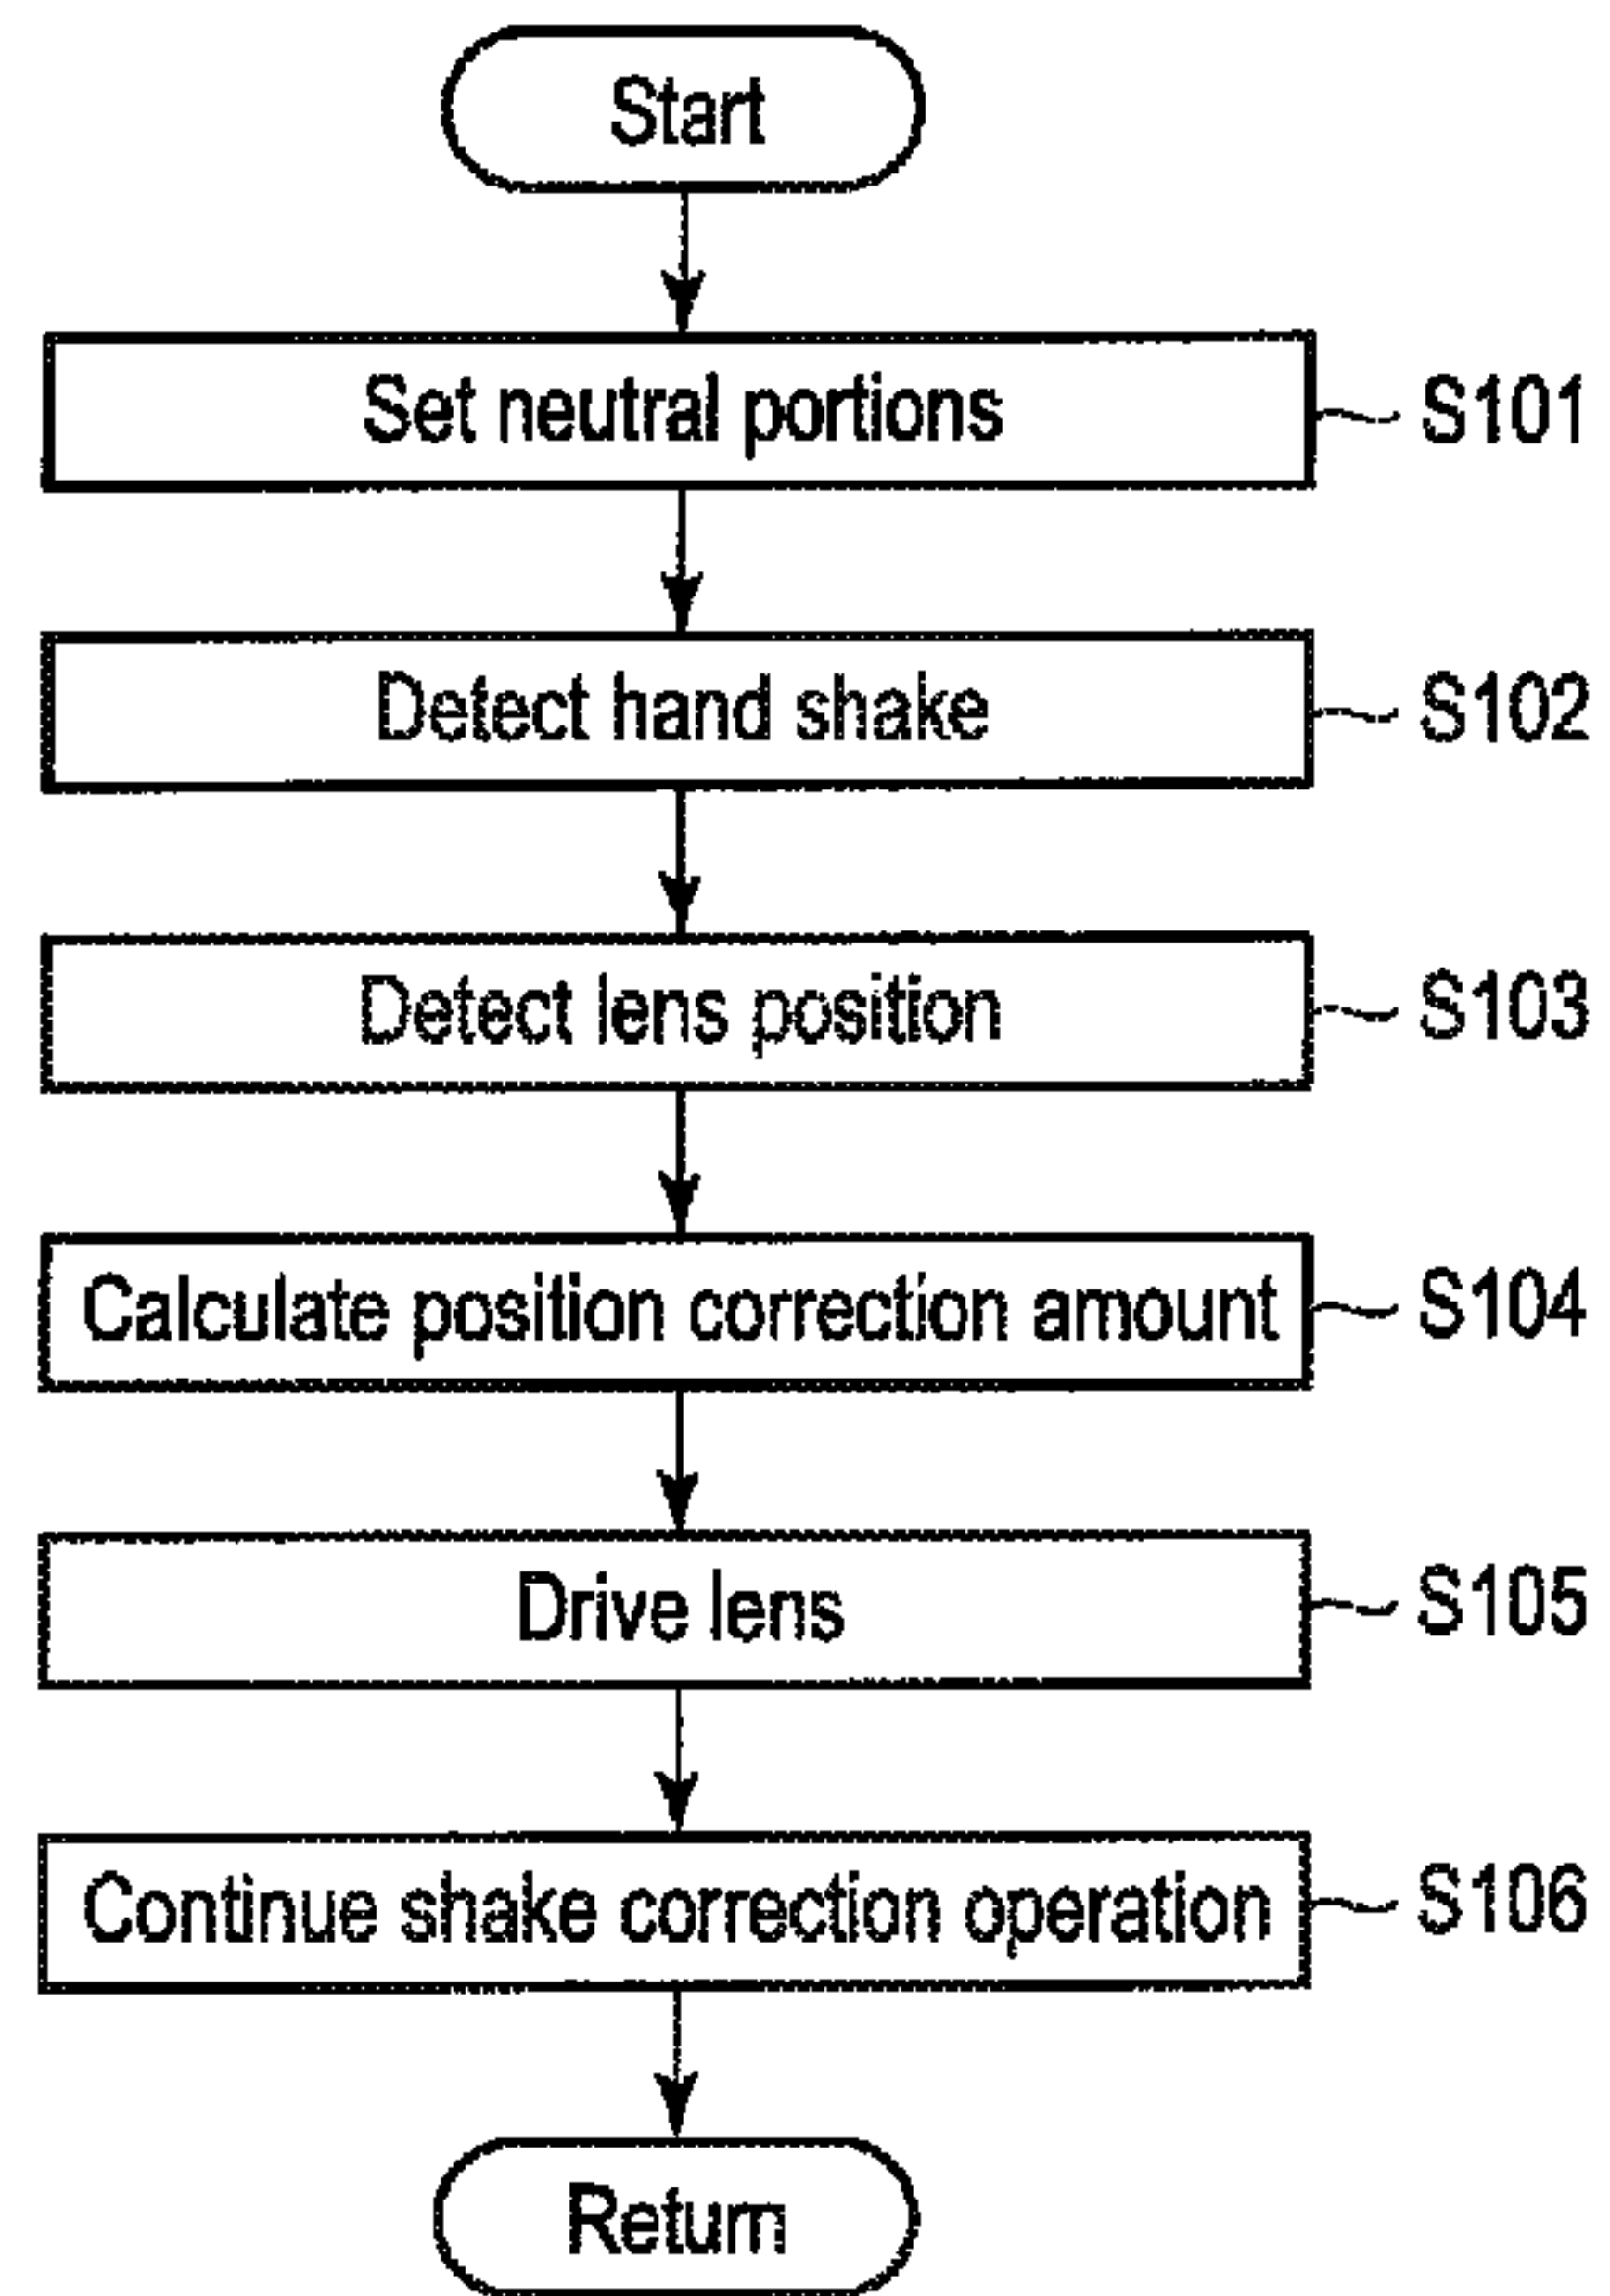 Start
Set neutral portions
S101
Detect hand shake
S102
Detect lens position
S103
Calculate position correction amount
S104
Drive lens
S105
Continue shake correction operation
S106
Return